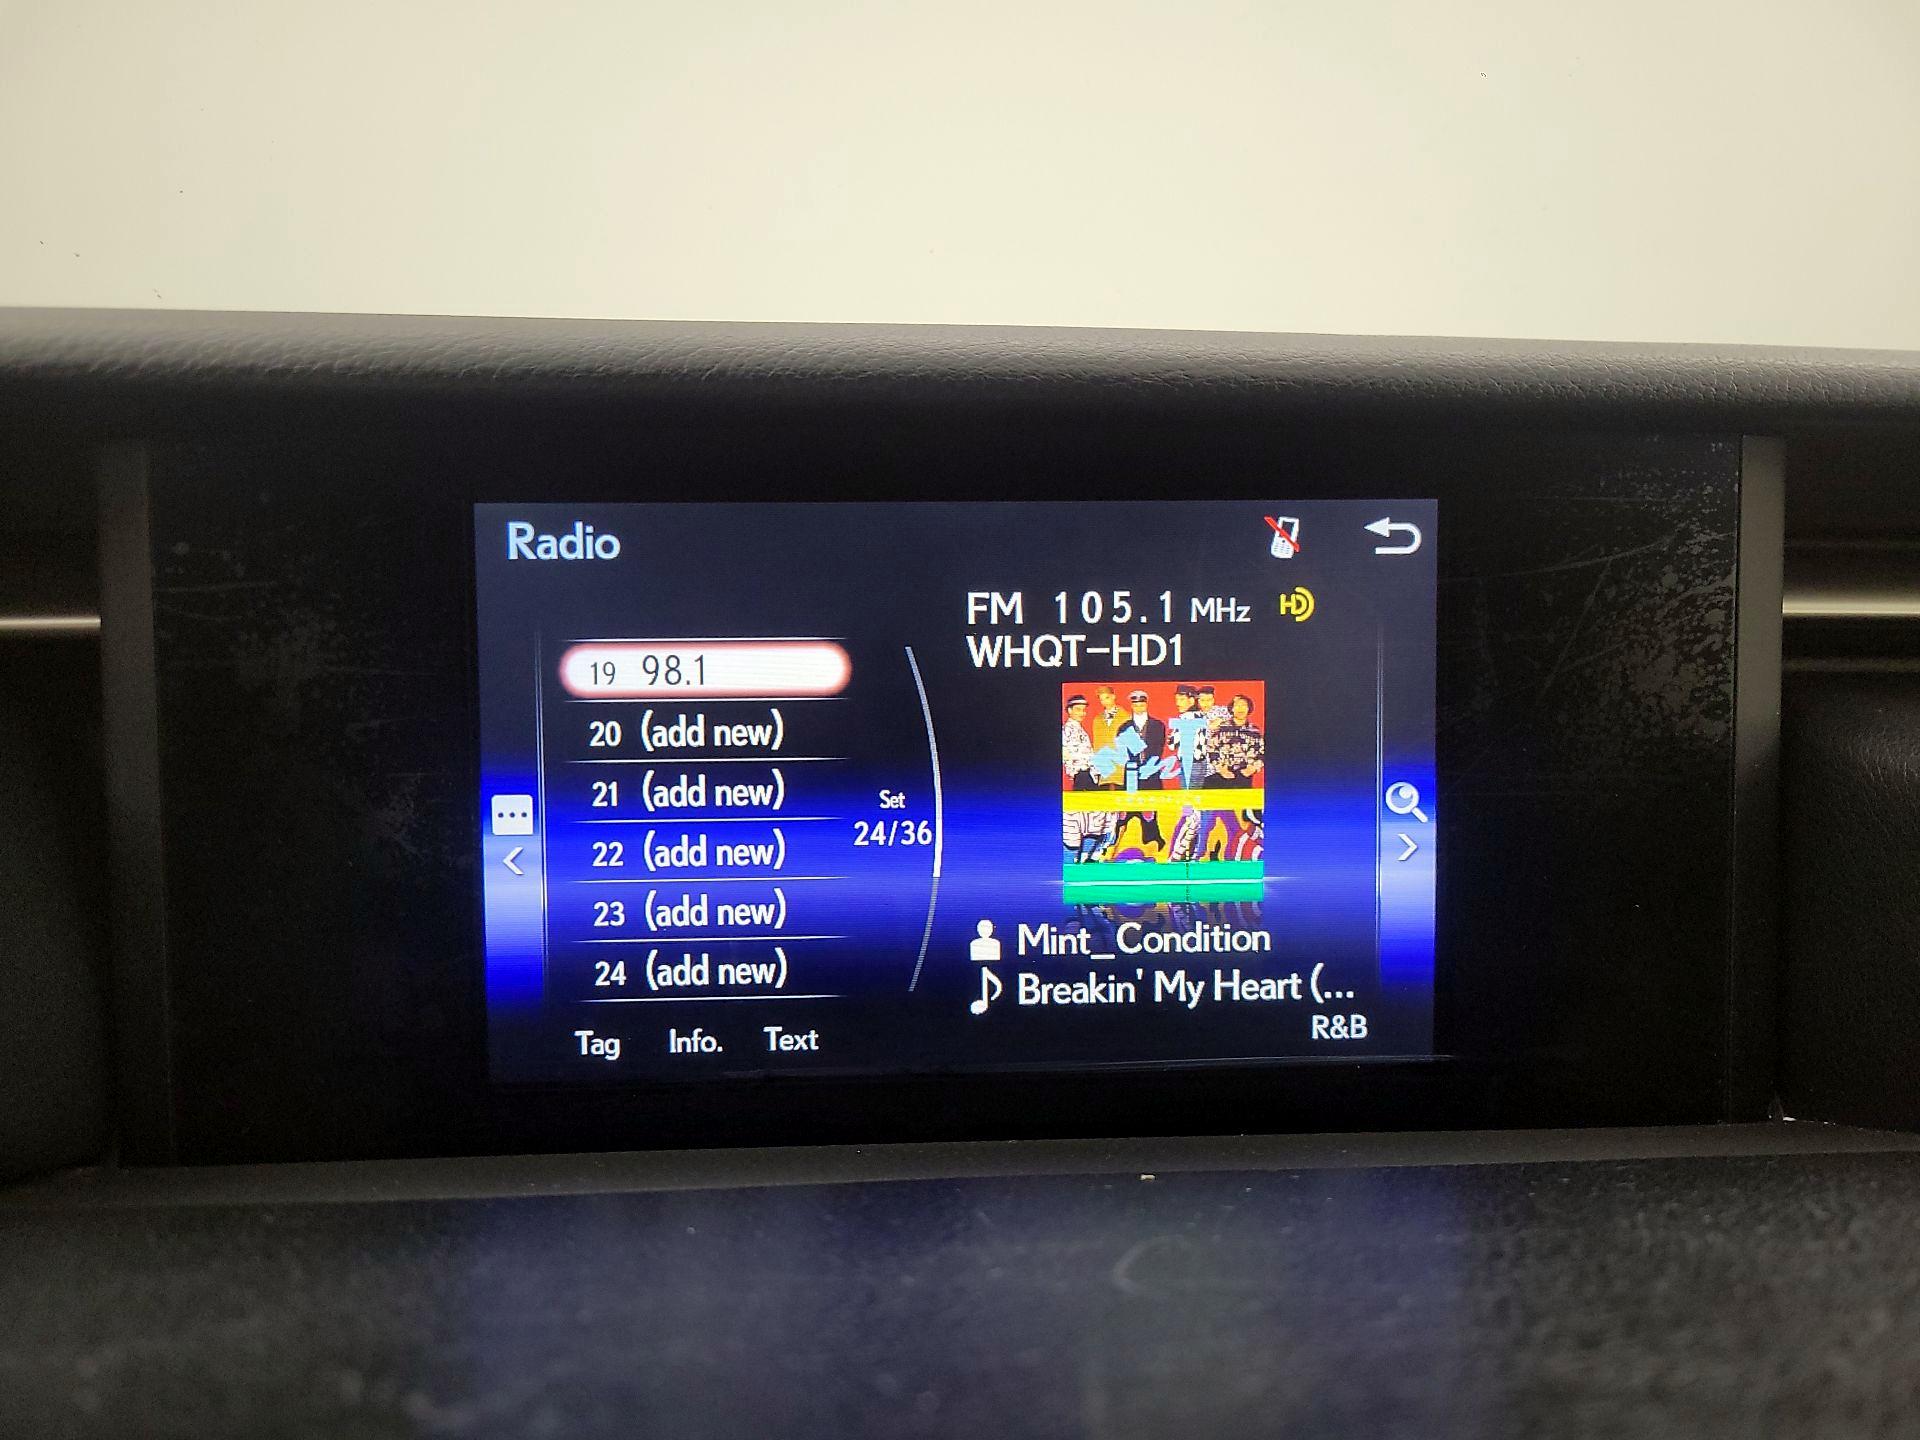 Radio
FM 105.1 MHz HD
WHQT-HD1
19 98.1
20 (add new)
21 (add new)
22 (add new)
23 (add new)
24 (add new)
Set
24/36
Mint_Condition
Breakin' My Heart (...
R&B
Tag Info. Text